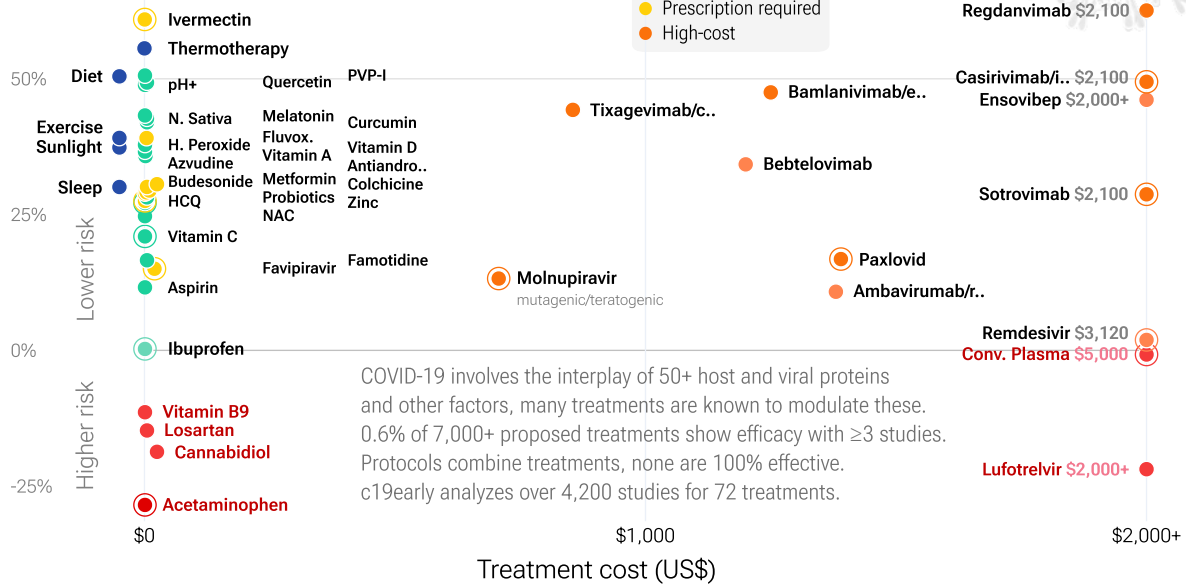 Prescription required
High-cost
Ivermectin
Regdanvimab $2,100
Thermotherapy
50%
Diet
pH+
Quercetin
PVP-I
Casirivimab/i.. $2,100
Bamlanivimab/e..
Ensovibep $2,000+
Tixagevimab/c..
N. Sativa
Melatonin
Curcumin
Exercise
Fluvox.
Sunlight
H. Peroxide
Vitamin A
Vitamin D
Azvudine
Antiandro..
Bebtelovimab
Sleep
Budesonide
Metformin
Colchicine
HCQ
Probiotics
Zinc
Sotrovimab $2,100
25%
NAC
Vitamin C
Lower risk
Favipiravir
Famotidine
Paxlovid
Molnupiravir
mutagenic/teratogenic
Aspirin
Ambavirumab/r..
Remdesivir $3,120
0%
Ibuprofen
Conv. Plasma $5,000
COVID-19 involves the interplay of 50+ host and viral proteins
and other factors, many treatments are known to modulate these.
0.6% of 7,000+ proposed treatments show efficacy with ≥3 studies.
Protocols combine treatments, none are 100% effective.
c19early analyzes over 4,200 studies for 72 treatments.
Higher risk
Vitamin B9
Losartan
Cannabidiol
Lufotrelvir $2,000+
-25%
Acetaminophen
$0
$1,000
$2,000+
Treatment cost (US$)